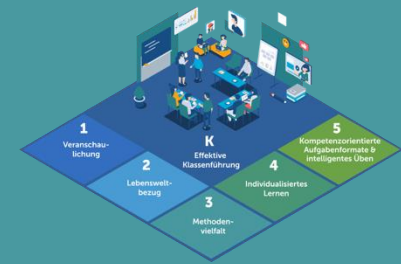 1
Veranschau-
lichung
2
Lebenswelt-
bezug
3
Methoden-
vielfalt
K
Effektive
Klassenführung
4
Individualisiertes
Lernen
5
Kompetenzorientierte
Aufgabenformate &
intelligentes Üben